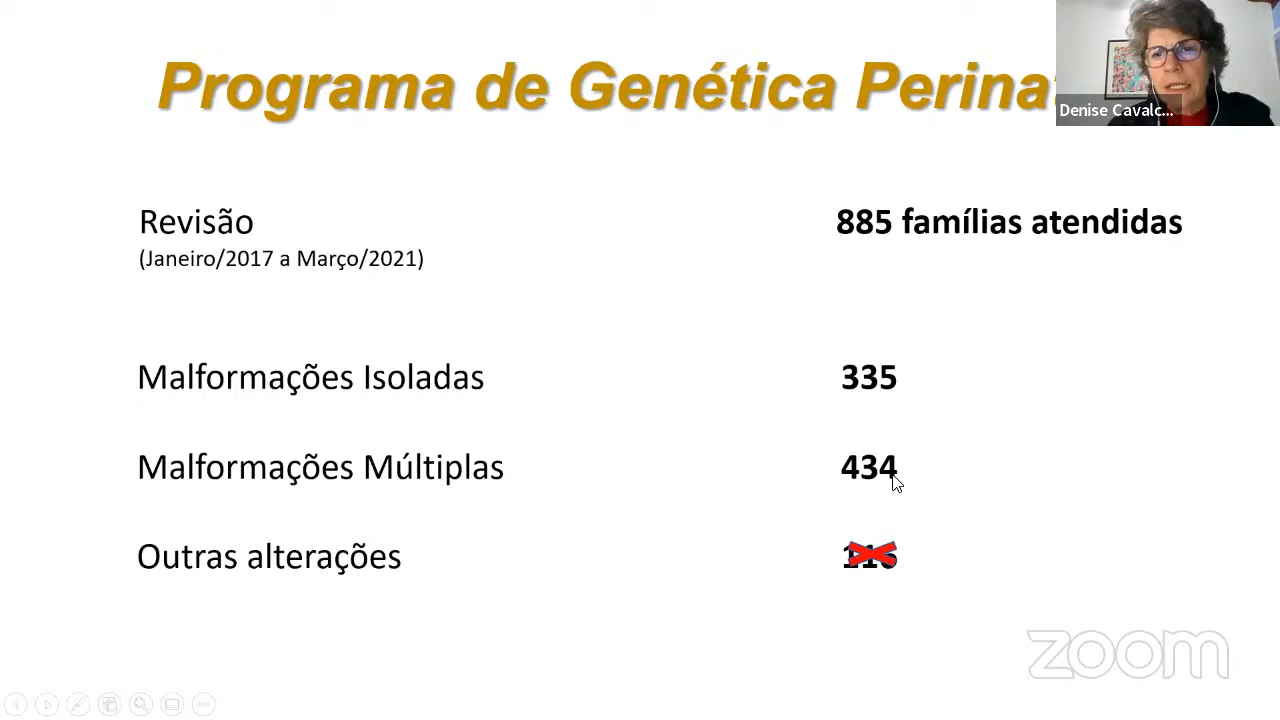 Programa de Genética Perina
Denise Cavalc...
Revisão 885 famílias atendidas
(Janeiro/2017 a Março/2021)
Malformações Isoladas 335
Malformações Múltiplas 434
Outras alterações 116
zoom